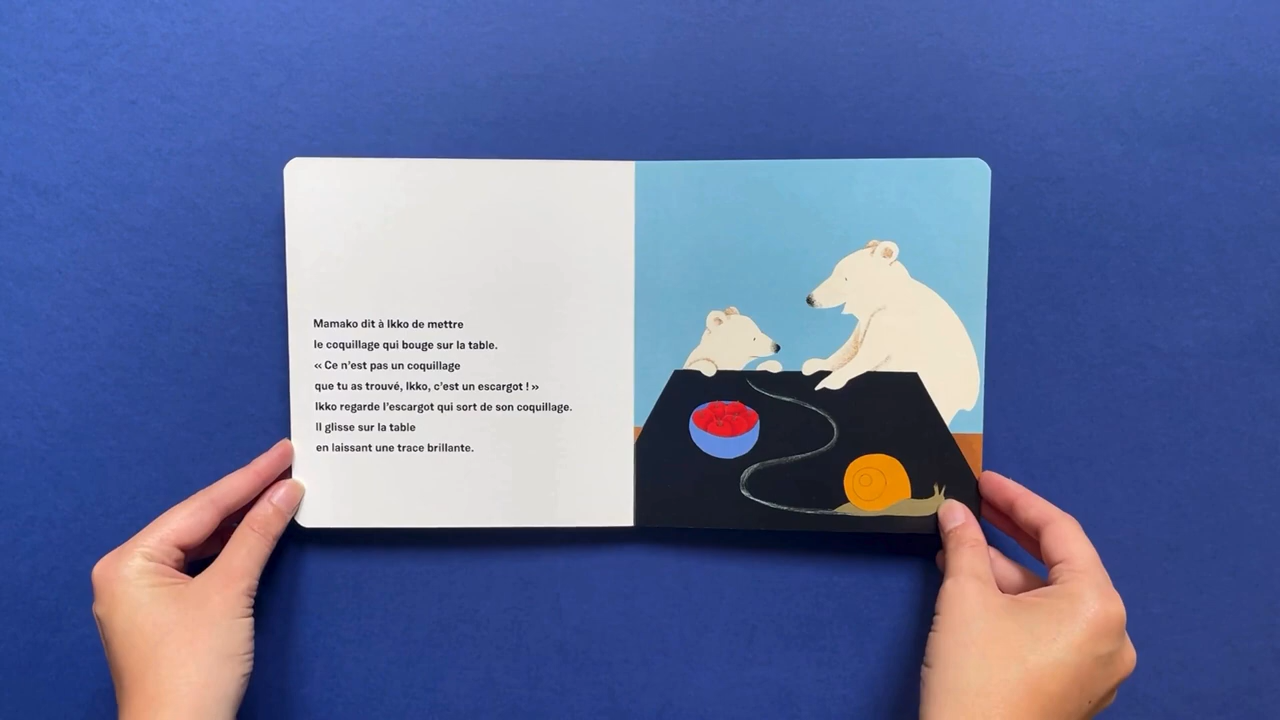 Mamako dit à Ikko de mettre
le coquillage qui bouge sur la table.
« Ce n’est pas un coquillage
que tu as trouvé, Ikko, c’est un escargot ! »
Ikko regarde l’escargot qui sort de son coquillage.
Il glisse sur la table
en laissant une trace brillante.